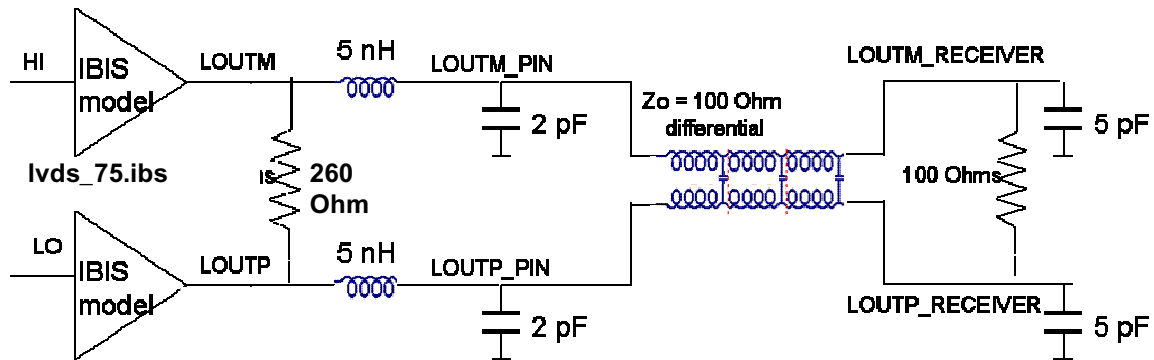 HI
IBIS
model
lvds_75.ibs
LOUTM
5 nH
LOUTM_PIN
2 pF
Zo = 100 Ohm
differential
LOUTM_RECEIVER
5 pF
260
Ohm
100 Ohms
LO
IBIS
model
LOUTP
5 nH
LOUTP_PIN
2 pF
LOUTP_RECEIVER
5 pF